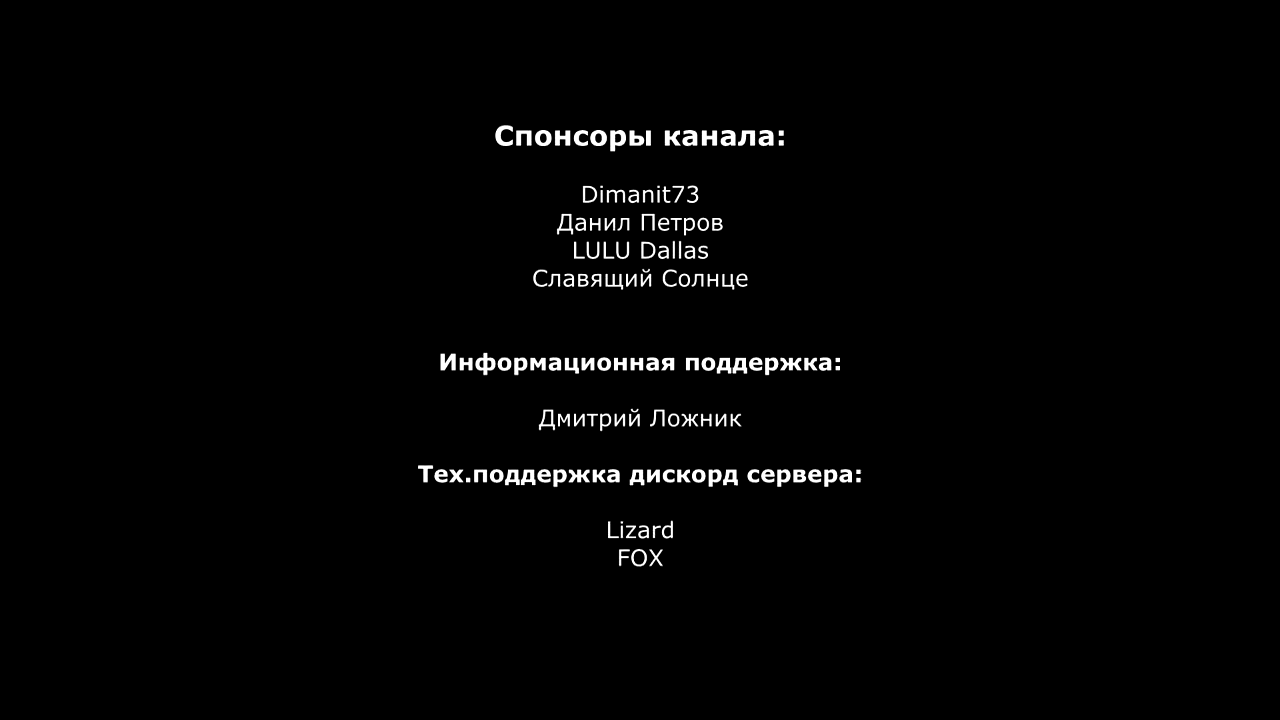 Спонсоры канала:
Dimanit73
Данил Петров
LULU Dallas
Славящий Солнце
Информационная поддержка:
Дмитрий Ложник
Тех.поддержка дискорд сервера:
Lizard
FOX